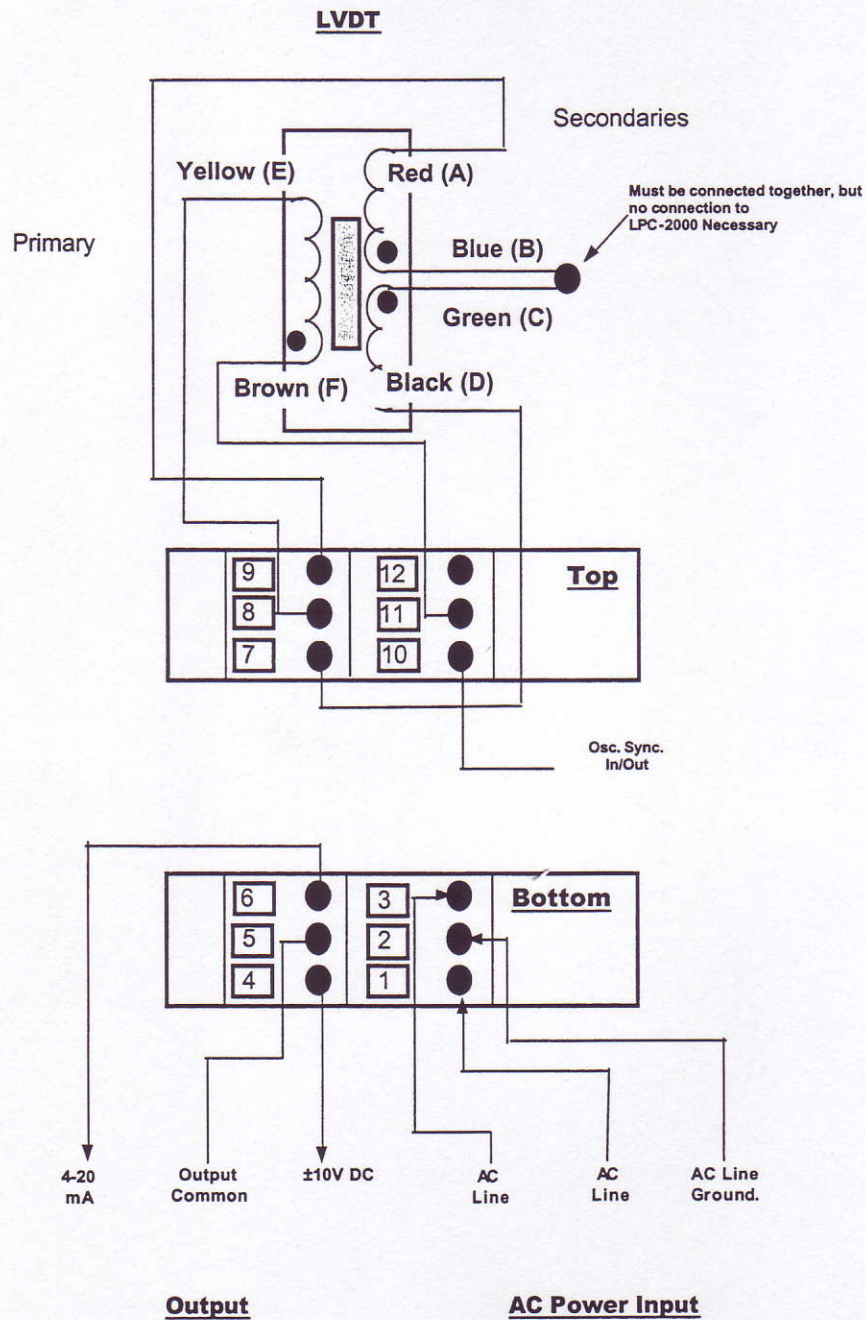 LVDT
Secondaries
Yellow (E)
Red (A)
Must be connected together, but
no connection to
LPC-2000 Necessary
Primary
Blue (B)
Green (C)
Brown (F)
Black (D)
9
12
Top
8
11
7
10
Osc. Sync.
In/Out
6
3
Bottom
5
2
4
1
4-20
mA
Output
Common
±10V DC
AC
Line
AC
Line
AC Line
Ground.
Output
AC Power Input